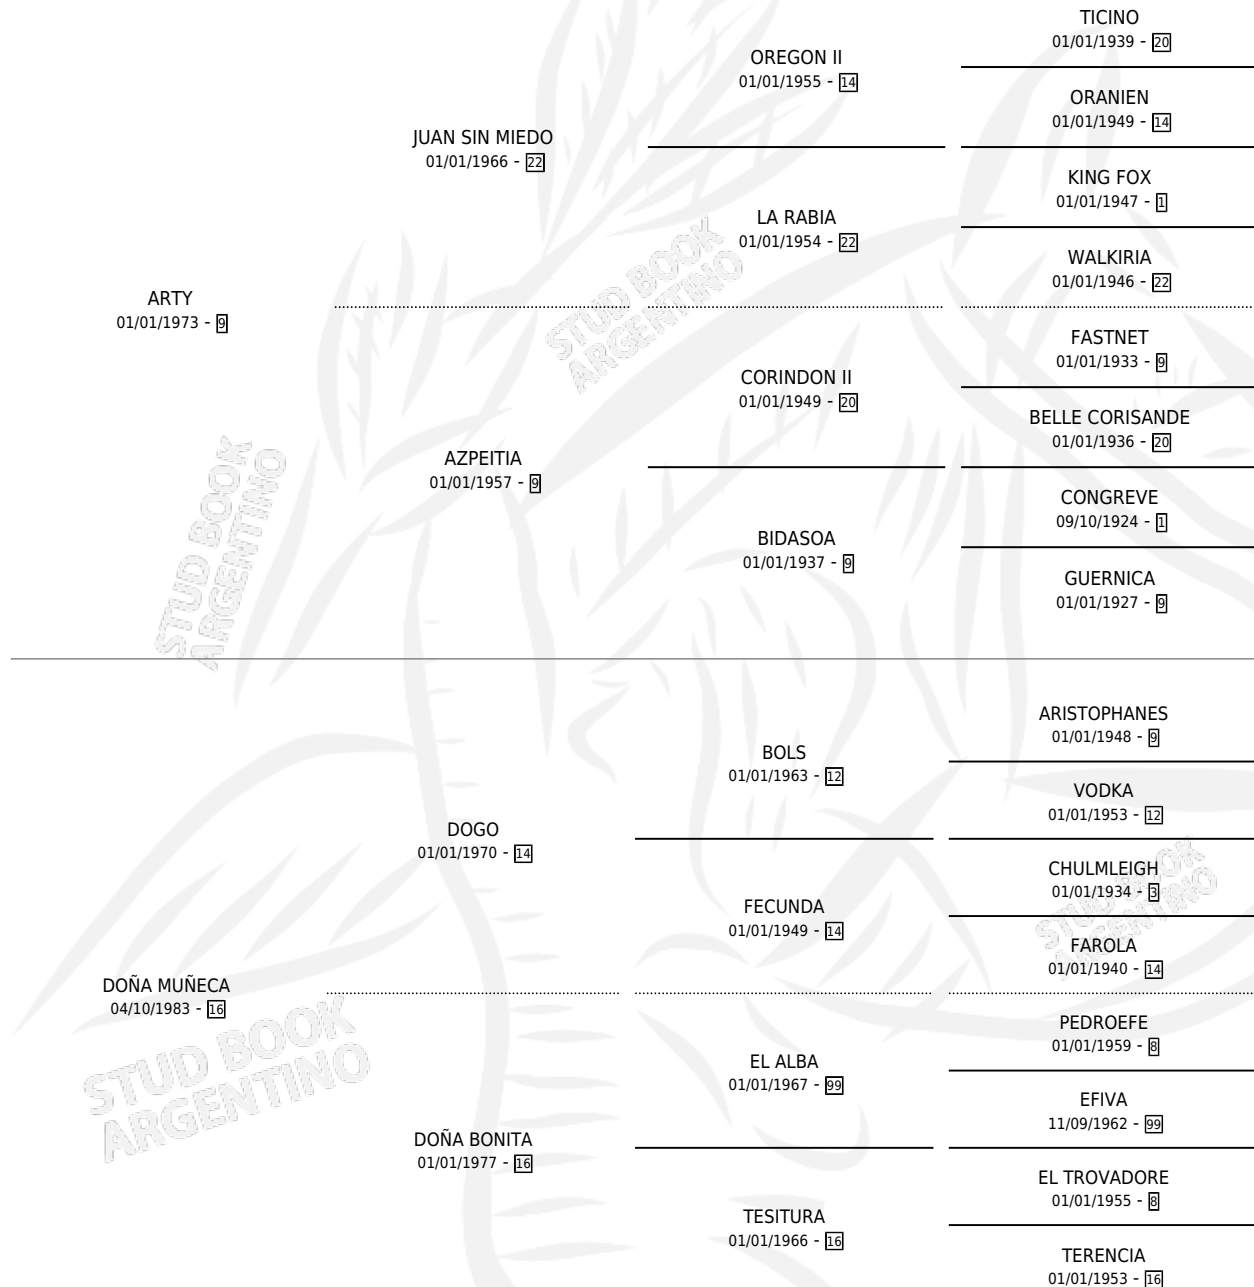 TICINO
01/01/1939 - 20
OREGON II
01/01/1955 - 14
ORANIEN
01/01/1949 - 14
JUAN SIN MIEDO
01/01/1966 - 22
KING FOX
01/01/1947 - 1
LA RABIA
01/01/1954 - 22
WALKIRIA
01/01/1946 - 22
ARTY
01/01/1973 - 9
FASTNET
01/01/1933 - 9
CORINDON II
01/01/1949 - 20
BELLE CORISANDE
01/01/1936 - 20
AZPEITIA
01/01/1957 - 9
CONGREVE
09/10/1924 - 1
BIDASOA
01/01/1937 - 9
GUERNICA
01/01/1927 - 9
ARISTOPHANES
01/01/1948 - 9
BOLS
01/01/1963 - 12
VODKA
01/01/1953 - 12
DOGO
01/01/1970 - 14
CHULMLEIGH
01/01/1934 - 3
FECUNDA
01/01/1949 - 14
FAROLA
01/01/1940 - 14
DOÑA MUÑECA
04/10/1983 - 16
PEDROEFE
01/01/1959 - 8
EL ALBA
01/01/1967 - 99
EFIVA
11/09/1962 - 99
DOÑA BONITA
01/01/1977 - 16
EL TROVADORE
01/01/1955 - 8
TESITURA
01/01/1966 - 16
TERENCIA
01/01/1953 - 16
STUD BOOK
ARGENTINO
STUD BOOK
ARGENTINO
STUD BOOK
ARGENTINO
STUD BOOK
ARGENTINO